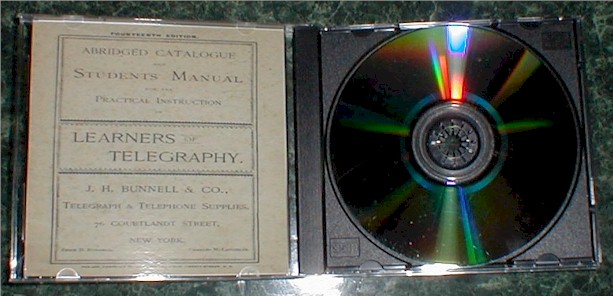 FOURTEENTH EDITION.
ABRIDGED CATALOGUE
AND
STUDENTS MANUAL
FOR THE
PRACTICAL INSTRUCTION
OF
LEARNERS OF
TELEGRAPHY.
J. H. BUNNELL & CO.,
TELEGRAPH & TELEPHONE SUPPLIES,
76 COURTLANDT STREET,
NEW YORK.